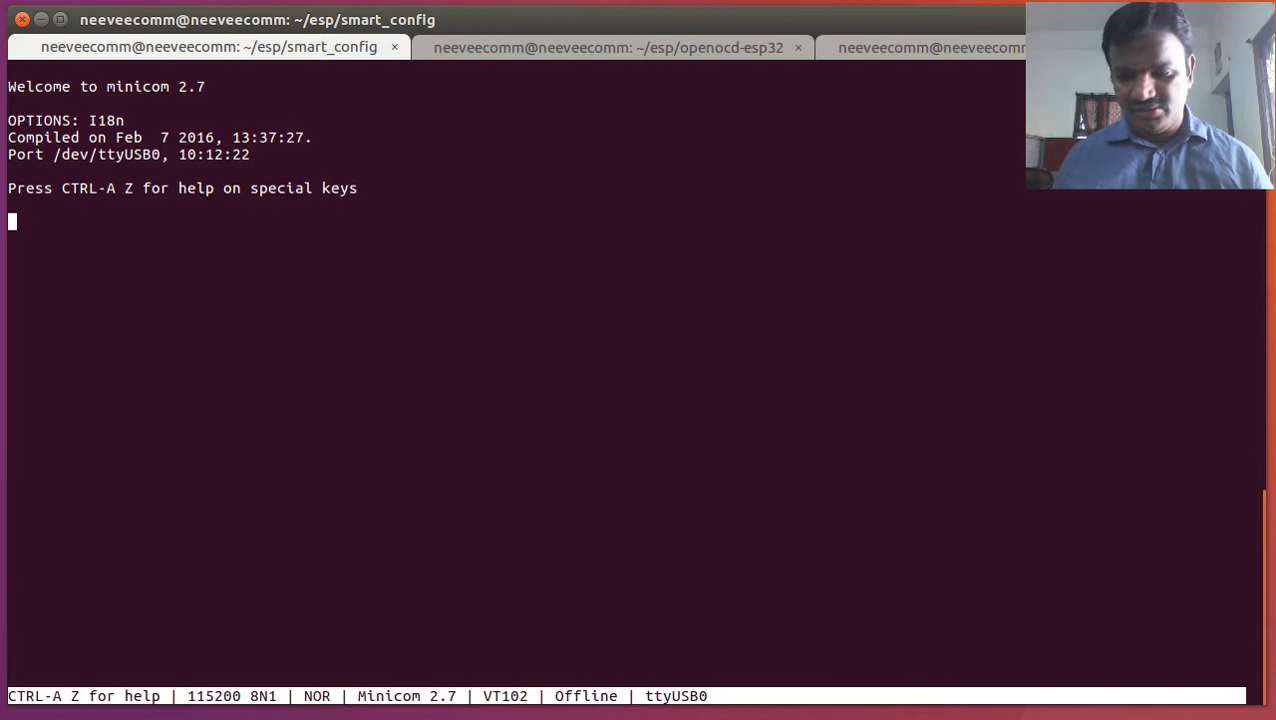 neeveecomm@neeveecomm: ~/esp/smart_config
neeveecomm@neeveecomm: ~/esp/smart_config ×
neeveecomm@neeveecomm: ~/esp/openocd-esp32 ×
neeveecomm@neeveecomm
Welcome to minicom 2.7
OPTIONS: I18n
Compiled on Feb  7 2016, 13:37:27.
Port /dev/ttyUSB0, 10:12:22
Press CTRL-A Z for help on special keys
CTRL-A Z for help | 115200 8N1 | NOR | Minicom 2.7 | VT102 | Offline | ttyUSB0